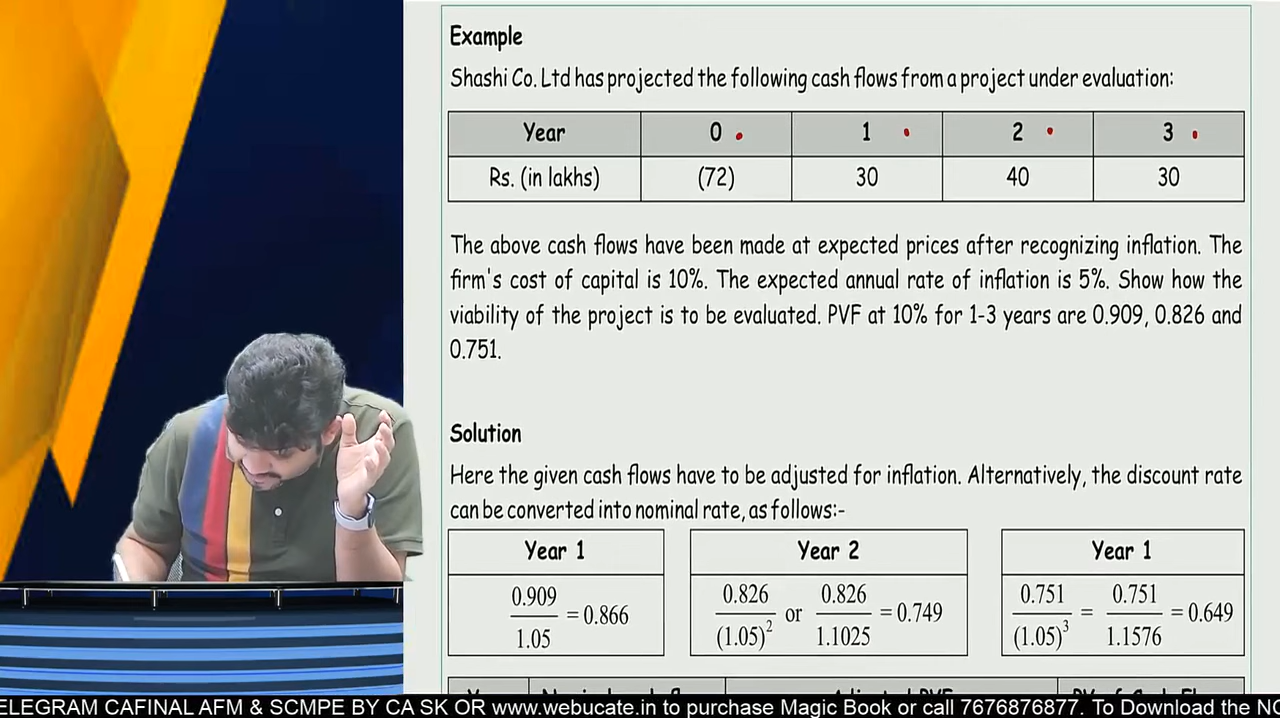 Example
Shashi Co. Ltd has projected the following cash flows from a project under evaluation:
Year 0 1 2 3
Rs. (in lakhs) (72) 30 40 30
The above cash flows have been made at expected prices after recognizing inflation. The
firm's cost of capital is 10%. The expected annual rate of inflation is 5%. Show how the
viability of the project is to be evaluated. PVF at 10% for 1-3 years are 0.909, 0.826 and
0.751.
Solution
Here the given cash flows have to be adjusted for inflation. Alternatively, the discount rate
can be converted into nominal rate, as follows:-
Year 1 Year 2 Year 1
0.909/1.05 = 0.866 0.826/(1.05)² or 0.826/1.1025 = 0.749 0.751/(1.05)³ = 0.751/1.1576 = 0.649
ELEGRAM CAFINAL AFM & SCMPE BY CA SK OR www.webucate.in to purchase Magic Book or call 7676876877. To Download the NO